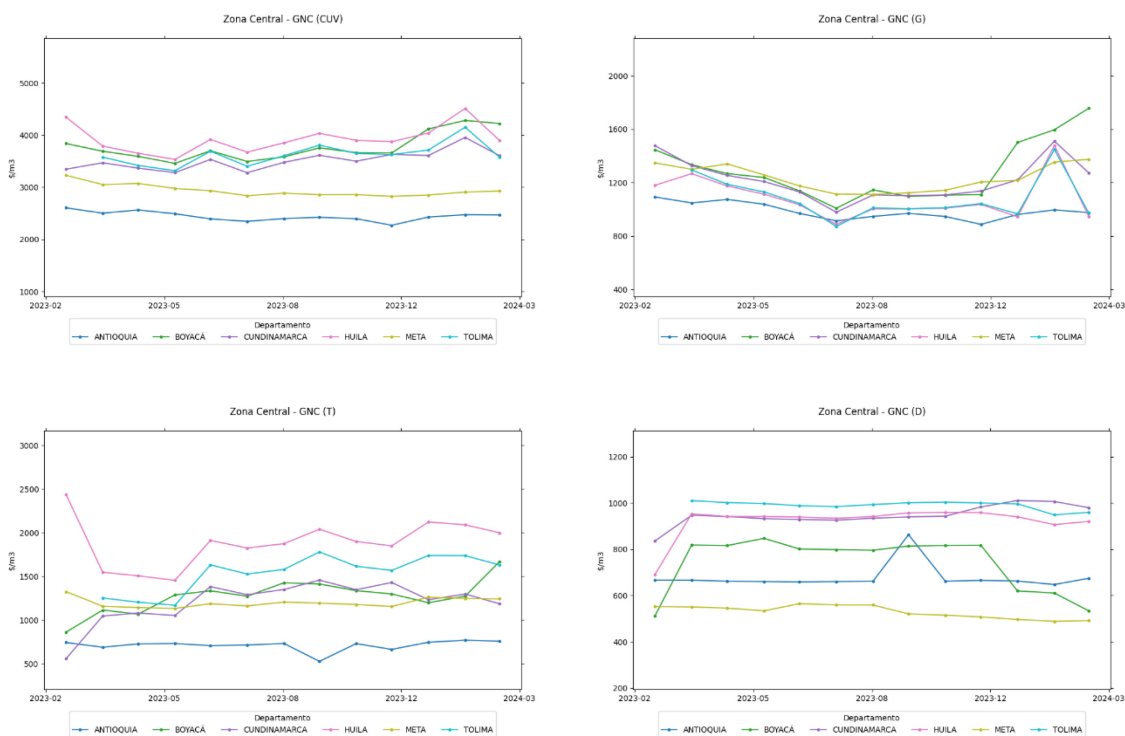 Zona Central - GNC (CUV)
$/m3
5000
4000
3000
2000
1000
2023-02 2023-05 2023-08 2023-12 2024-03
Departamento
ANTIOQUIA BOYACÁ CUNDINAMARCA HUILA META TOLIMA
Zona Central - GNC (G)
$/m3
2000
1600
1200
800
400
2023-02 2023-05 2023-08 2023-12 2024-03
Departamento
ANTIOQUIA BOYACÁ CUNDINAMARCA HUILA META TOLIMA
Zona Central - GNC (T)
$/m3
3000
2500
2000
1500
1000
500
2023-02 2023-05 2023-08 2023-12 2024-03
Departamento
ANTIOQUIA BOYACÁ CUNDINAMARCA HUILA META TOLIMA
Zona Central - GNC (D)
$/m3
1200
1000
800
600
400
200
2023-02 2023-05 2023-08 2023-12 2024-03
Departamento
ANTIOQUIA BOYACÁ CUNDINAMARCA HUILA META TOLIMA